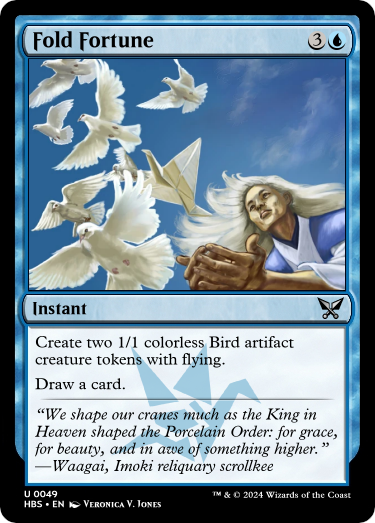 Fold Fortune
3
Instant
Create two 1/1 colorless Bird artifact
creature tokens with flying.
Draw a card.
“We shape our cranes much as the King in
Heaven shaped the Porcelain Order: for grace,
for beauty, and in awe of something higher.”
—Waagai, Imoki reliquary scrollkee
U 0049
HBS • EN Veronica V. Jones
™ & © 2024 Wizards of the Coast